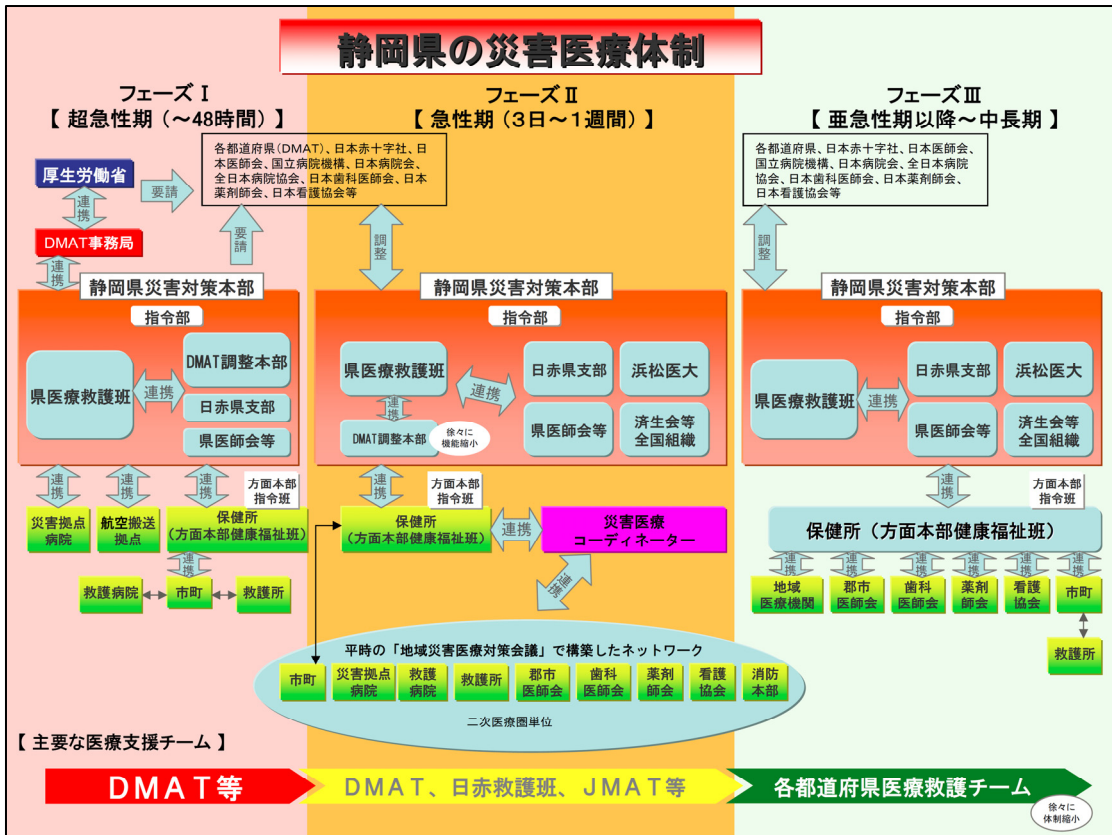 静岡県の災害医療体制
フェーズⅠ
【 超急性期（～48時間）】
フェーズⅡ
【 急性期（３日～１週間）】
フェーズⅢ
【 亜急性期以降～中長期 】
各都道府県（DMAT）、日本赤十字社、日
本医師会、国立病院機構、日本病院会、
全日本病院協会、日本歯科医師会、日本
薬剤師会、日本看護協会等
各都道府県、日本赤十字社、日本医師会、
国立病院機構、日本病院会、全日本病院
協会、日本歯科医師会、日本薬剤師会、
日本看護協会等
厚生労働省
要請
連携
DMAT事務局
要請
連携
調整
調整
静岡県災害対策本部
指令部
県医療救護班
連携
DMAT調整本部
日赤県支部
県医師会等
連携
連携
連携
方面本部
指令班
災害拠点
病院
航空搬送
拠点
保健所
（方面本部健康福祉班）
連携
救護病院
市町
救護所
静岡県災害対策本部
指令部
県医療救護班
連携
連携
DMAT調整本部
徐々に
機能縮小
日赤県支部
浜松医大
県医師会等
済生会等
全国組織
連携
方面本部
指令班
保健所
（方面本部健康福祉班）
連携
災害医療
コーディネーター
連携
平時の「地域災害医療対策会議」で構築したネットワーク
市町
災害拠点
病院
救護
病院
救護所
郡市
医師会
歯科
医師会
薬剤
師会
看護
協会
消防
本部
二次医療圏単位
静岡県災害対策本部
指令部
県医療救護班
連携
日赤県支部
浜松医大
県医師会等
済生会等
全国組織
連携
方面本部
指令班
保健所（方面本部健康福祉班）
連携
連携
連携
連携
連携
連携
地域
医療機関
郡市
医師会
歯科
医師会
薬剤
師会
看護
協会
市町
救護所
【 主要な医療支援チーム 】
ＤＭＡＴ等
ＤＭＡＴ、日赤救護班、ＪＭＡＴ等
各都道府県医療救護チーム
徐々に
体制縮小